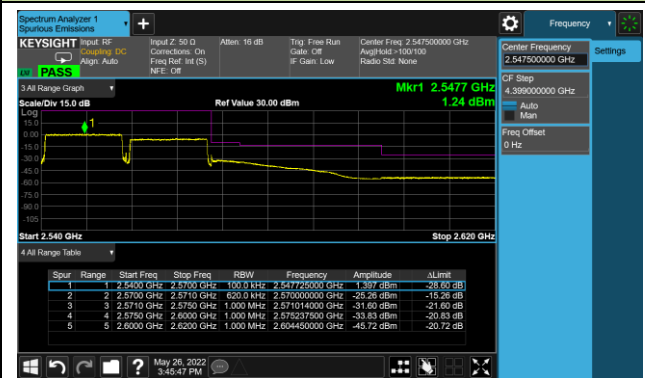 Spectrum Analyzer 1
Spurious Emissions
Frequency
KEYSIGHT
Input: RF
Coupling: DC
Align: Auto
Input Z: 50 Ω
Corrections: On
Freq Ref: Int (S)
NFE: Off
Atten: 16 dB
Trig: Free Run
Gate: Off
IF Gain: Low
Center Freq: 2.547500000 GHz
Avg|Hold:>100/100
Radio Std: None
LW PASS
Center Frequency
2.547500000 GHz
Settings
CF Step
4.399000000 GHz
Auto
Man
Freq Offset
0 Hz
3 All Range Graph
Mkr1 2.5477 GHz
Scale/Div 15.0 dB
Ref Value 30.00 dBm
1.24 dBm
Log
15.0
0.00
-15.0
-30.0
-45.0
-60.0
-75.0
-90.0
-105
1
Start 2.540 GHz
Stop 2.620 GHz
4 All Range Table
Spur Range Start Freq Stop Freq RBW Frequency Amplitude ΔLimit
1 1 2.5400 GHz 2.5700 GHz 100.0 kHz 2.547725000 GHz 1.397 dBm -28.60 dB
2 2 2.5700 GHz 2.5710 GHz 620.0 kHz 2.570000000 GHz -25.26 dBm -15.26 dB
3 3 2.5710 GHz 2.5750 GHz 1.000 MHz 2.571014000 GHz -31.60 dBm -21.60 dB
4 4 2.5750 GHz 2.6000 GHz 1.000 MHz 2.575237500 GHz -33.83 dBm -20.83 dB
5 5 2.6000 GHz 2.6200 GHz 1.000 MHz 2.604450000 GHz -45.72 dBm -20.72 dB
May 26, 2022
3:45:47 PM